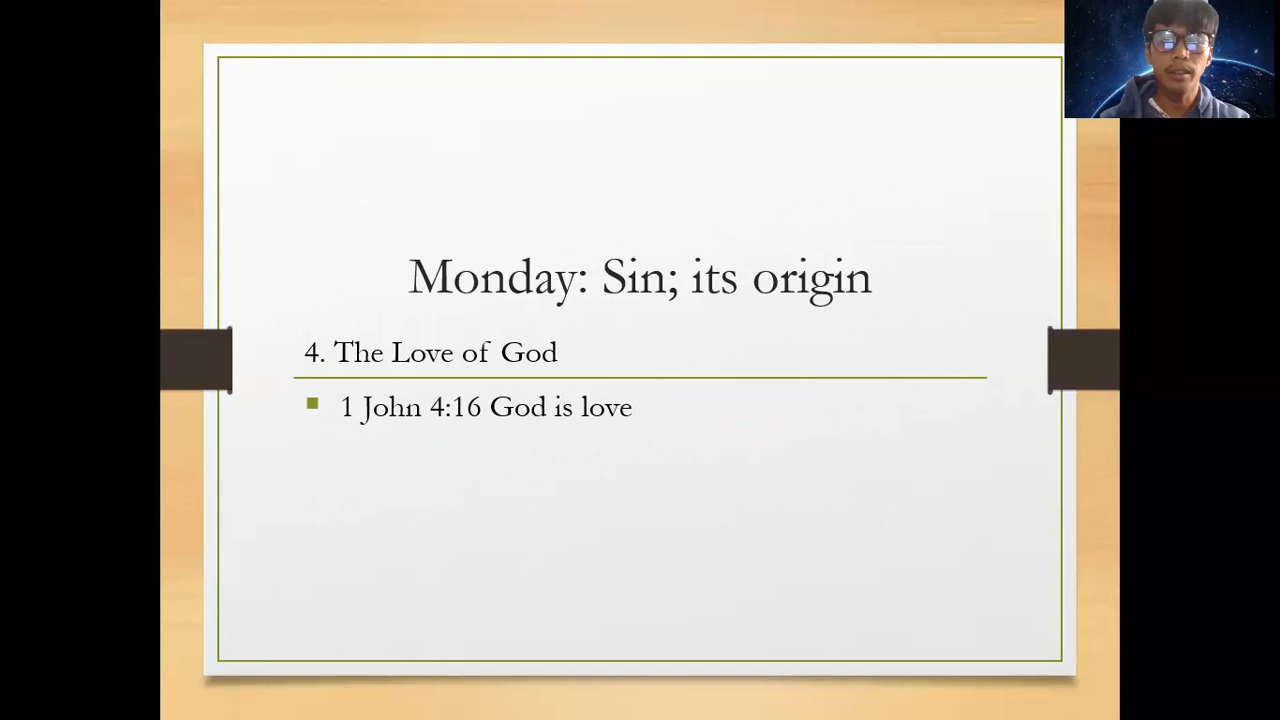 Monday: Sin; its origin
4. The Love of God
1 John 4:16 God is love